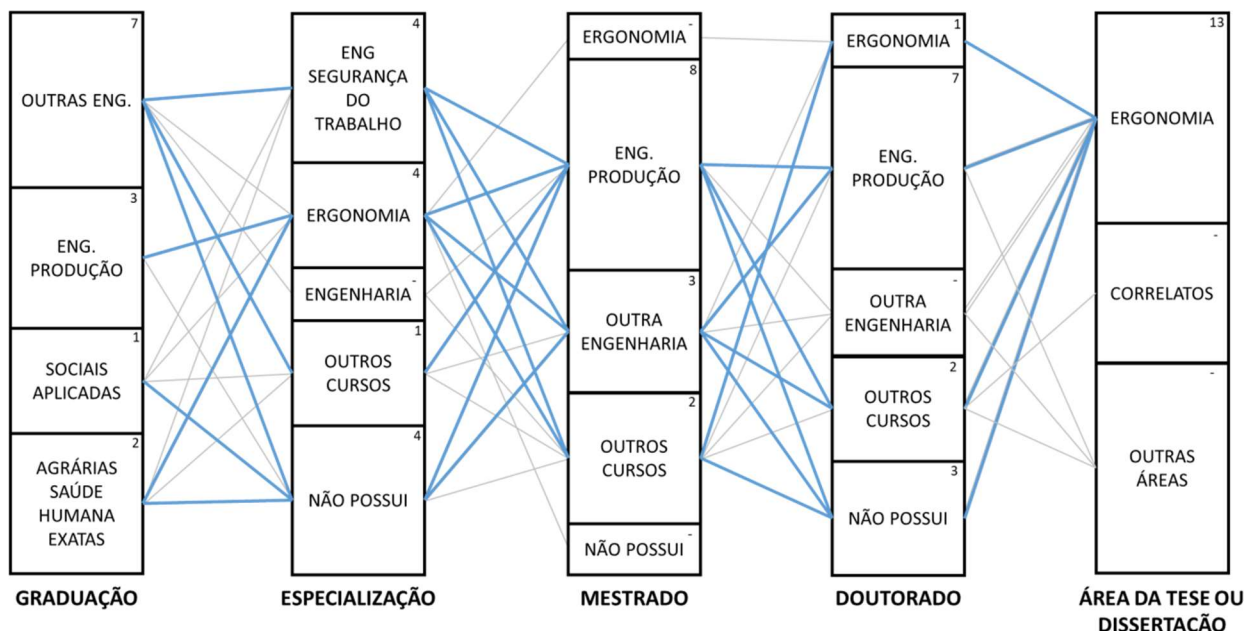 7
OUTRAS ENG.
3
ENG.
PRODUÇÃO
1
SOCIAIS
APLICADAS
2
AGRÁRIAS
SAÚDE
HUMANA
EXATAS
GRADUAÇÃO
4
ENG
SEGURANÇA
DO
TRABALHO
4
ERGONOMIA
-
ENGENHARIA
1
OUTROS
CURSOS
4
NÃO POSSUI
ESPECIALIZAÇÃO
-
ERGONOMIA
8
ENG.
PRODUÇÃO
3
OUTRA
ENGENHARIA
2
OUTROS
CURSOS
-
NÃO POSSUI
MESTRADO
1
ERGONOMIA
7
ENG.
PRODUÇÃO
-
OUTRA
ENGENHARIA
2
OUTROS
CURSOS
3
NÃO POSSUI
DOUTORADO
13
ERGONOMIA
-
CORRELATOS
-
OUTRAS
ÁREAS
ÁREA DA TESE OU
DISSERTAÇÃO